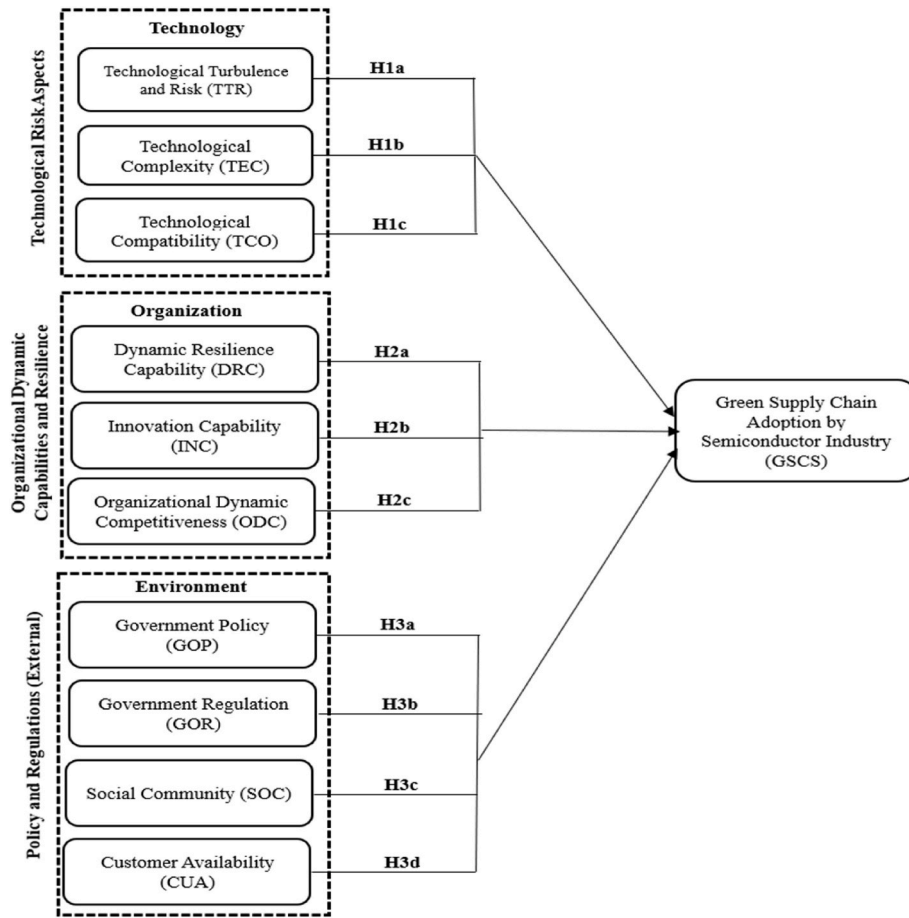 Technological Risk Aspects
Technology
Technological Turbulence
and Risk (TTR)
H1a
Technological
Complexity (TEC)
H1b
Technological
Compatibility (TCO)
H1c
Organizational Dynamic
Capabilities and Resilience
Organization
Dynamic Resilience
Capability (DRC)
H2a
Innovation Capability
(INC)
H2b
Organizational Dynamic
Competitiveness (ODC)
H2c
Green Supply Chain
Adoption by
Semiconductor Industry
(GSCS)
Policy and Regulations (External)
Environment
Government Policy
(GOP)
H3a
Government Regulation
(GOR)
H3b
Social Community (SOC)
H3c
Customer Availability
(CUA)
H3d